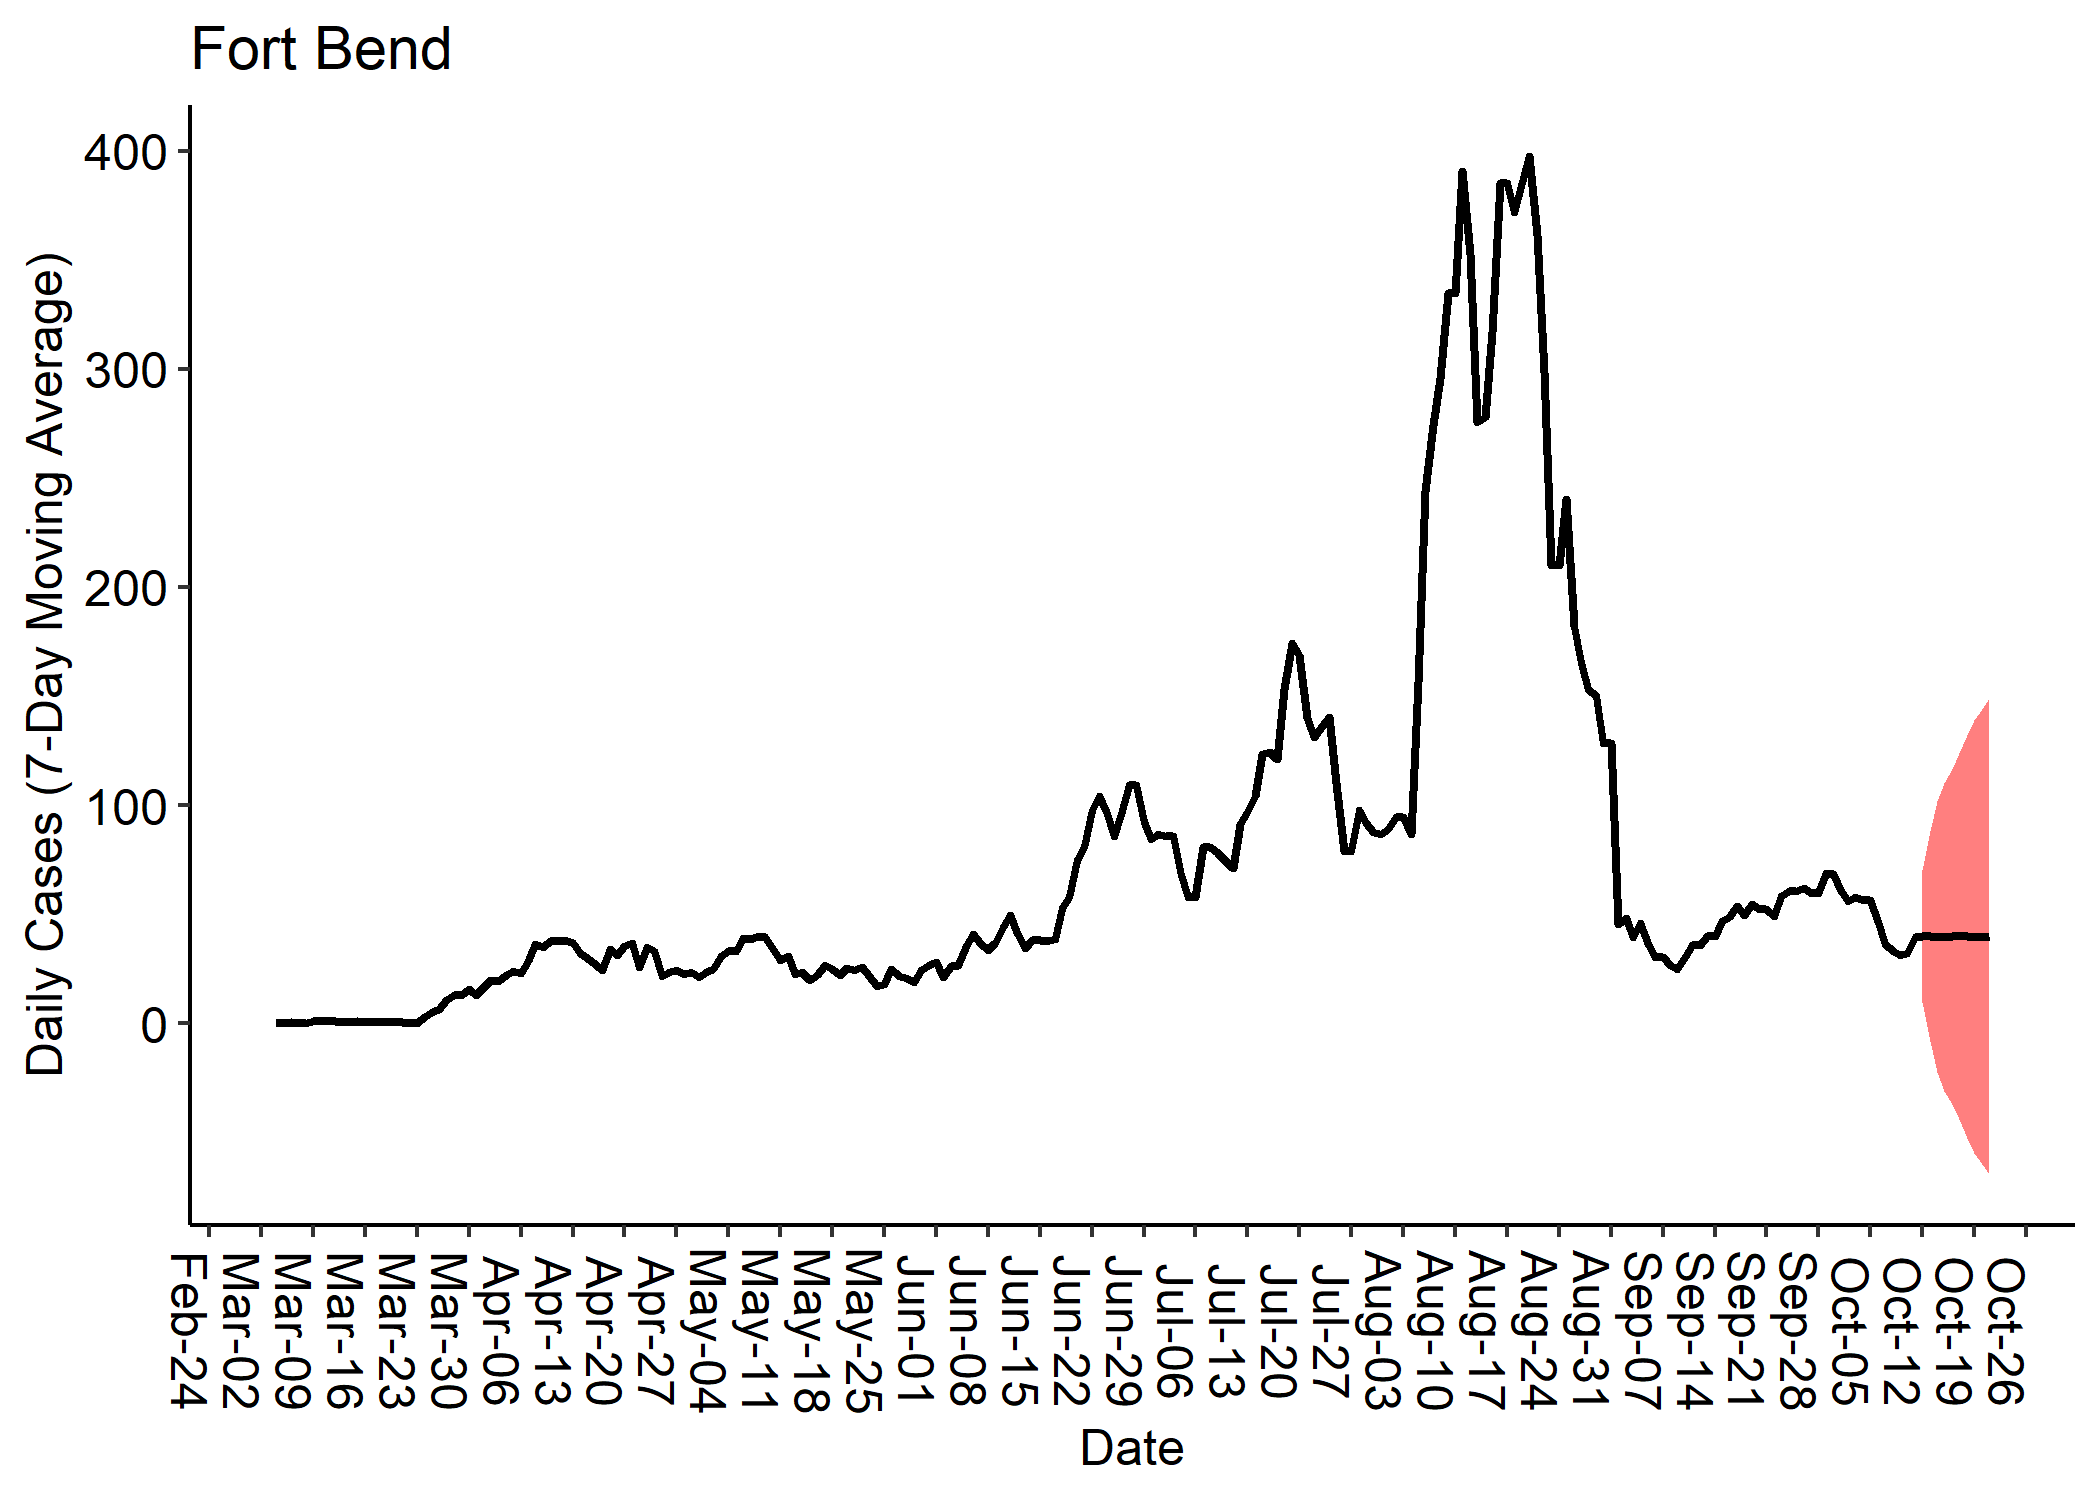 Fort Bend
Daily Cases (7-Day Moving Average)
400
300
200
100
0
Feb-24
Mar-02
Mar-09
Mar-16
Mar-23
Mar-30
Apr-06
Apr-13
Apr-20
Apr-27
May-04
May-11
May-18
May-25
Jun-01
Jun-08
Jun-15
Jun-22
Jun-29
Jul-06
Jul-13
Jul-20
Jul-27
Aug-03
Aug-10
Aug-17
Aug-24
Aug-31
Sep-07
Sep-14
Sep-21
Sep-28
Oct-05
Oct-12
Oct-19
Oct-26
Date